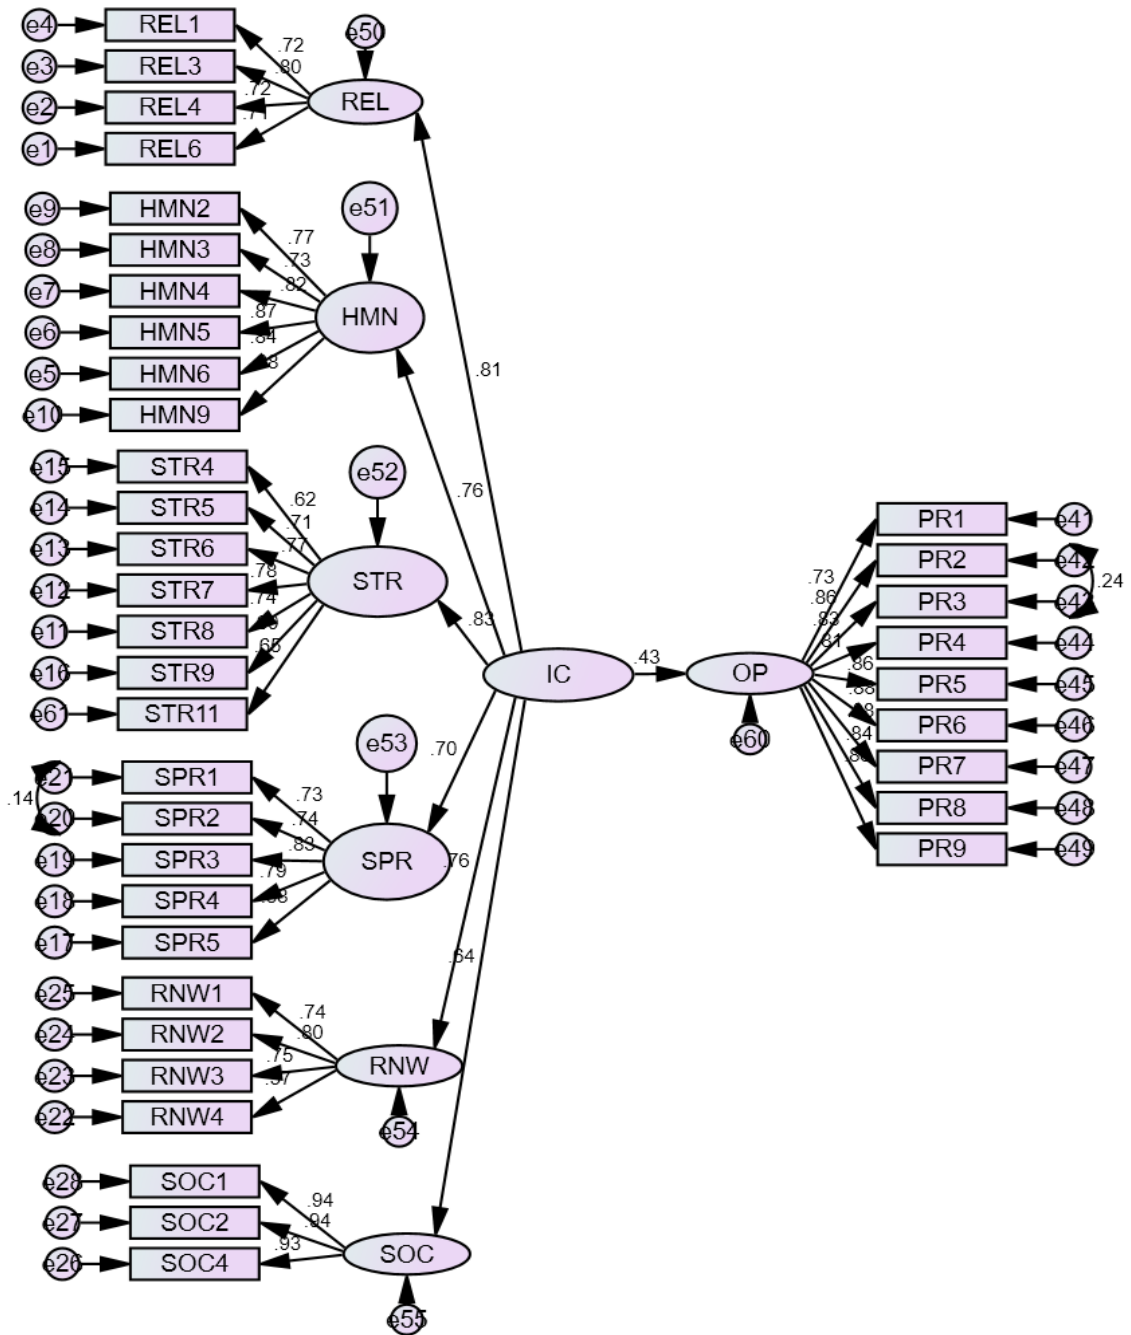 e4 REL1
e3 REL3
e2 REL4
e1 REL6
.72
.80
.72
.71
e50
REL
e9 HMN2
e8 HMN3
e7 HMN4
e6 HMN5
e5 HMN6
e10 HMN9
.77
.73
.82
.87
.84
e51
HMN
.81
.76
e15 STR4
e14 STR5
e13 STR6
e12 STR7
e11 STR8
e16 STR9
e61 STR11
.62
.71
.77
.78
.74
.65
e52
STR
.83
IC
.43
OP
e60
.70
.76
.64
e21 SPR1
e20 SPR2
e19 SPR3
e18 SPR4
e17 SPR5
.14
.73
.74
.83
.79
e53
SPR
e25 RNW1
e24 RNW2
e23 RNW3
e22 RNW4
.74
.80
.75
RNW
e54
e28 SOC1
e27 SOC2
e26 SOC4
.94
.94
.93
SOC
e55
PR1 e41
PR2 e42
PR3 e43
PR4 e44
PR5 e45
PR6 e46
PR7 e47
PR8 e48
PR9 e49
.24
.73
.86
.83
.81
.86
.88
.84